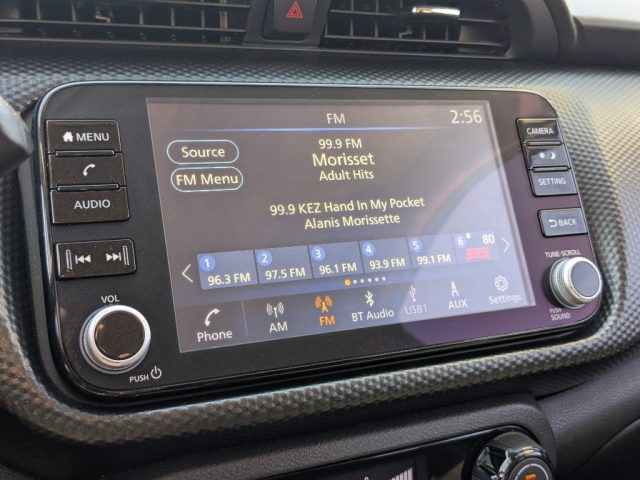 FM
2:56
MENU
AUDIO
VOL
PUSH
Source
FM Menu
99.9 FM
Morisset
Adult Hits
99.9 KEZ Hand In My Pocket
Alanis Morissette
1 96.3 FM
2 97.5 FM
3 96.1 FM
4 93.9 FM
5 99.1 FM
6 80
Phone
AM
FM
BT Audio
USB1
AUX
Settings
CAMERA
SETTING
BACK
TUNE-SCROLL
PUSH
SOUND